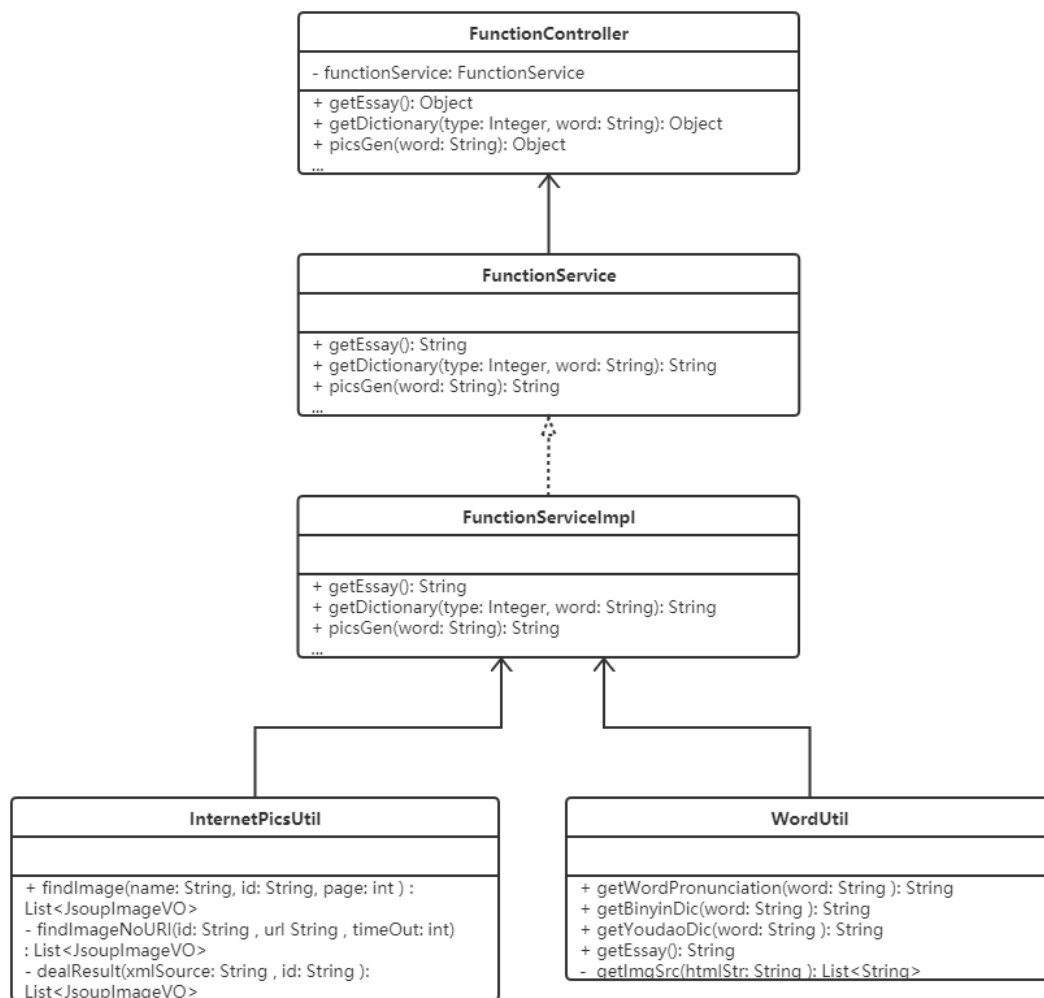 FunctionController
- functionService: FunctionService
+ getEssay(): Object
+ getDictionary(type: Integer, word: String): Object
+ picsGen(word: String): Object
...
FunctionService
+ getEssay(): String
+ getDictionary(type: Integer, word: String): String
+ picsGen(word: String): String
...
FunctionServiceImpl
+ getEssay(): String
+ getDictionary(type: Integer, word: String): String
+ picsGen(word: String): String
...
InternetPicsUtil
+ findImage(name: String, id: String, page: int ) :
List<JsoupImageVO>
- findImageNoURl(id: String , url String , timeOut: int)
: List<JsoupImageVO>
- dealResult(xmlSource: String , id: String ):
List<JsoupImageVO>
WordUtil
+ getWordPronunciation(word: String ): String
+ getBinyinDic(word: String ): String
+ getYoudaoDic(word: String ): String
+ getEssay(): String
- getImgSrc(htmlStr: String ): List<String>